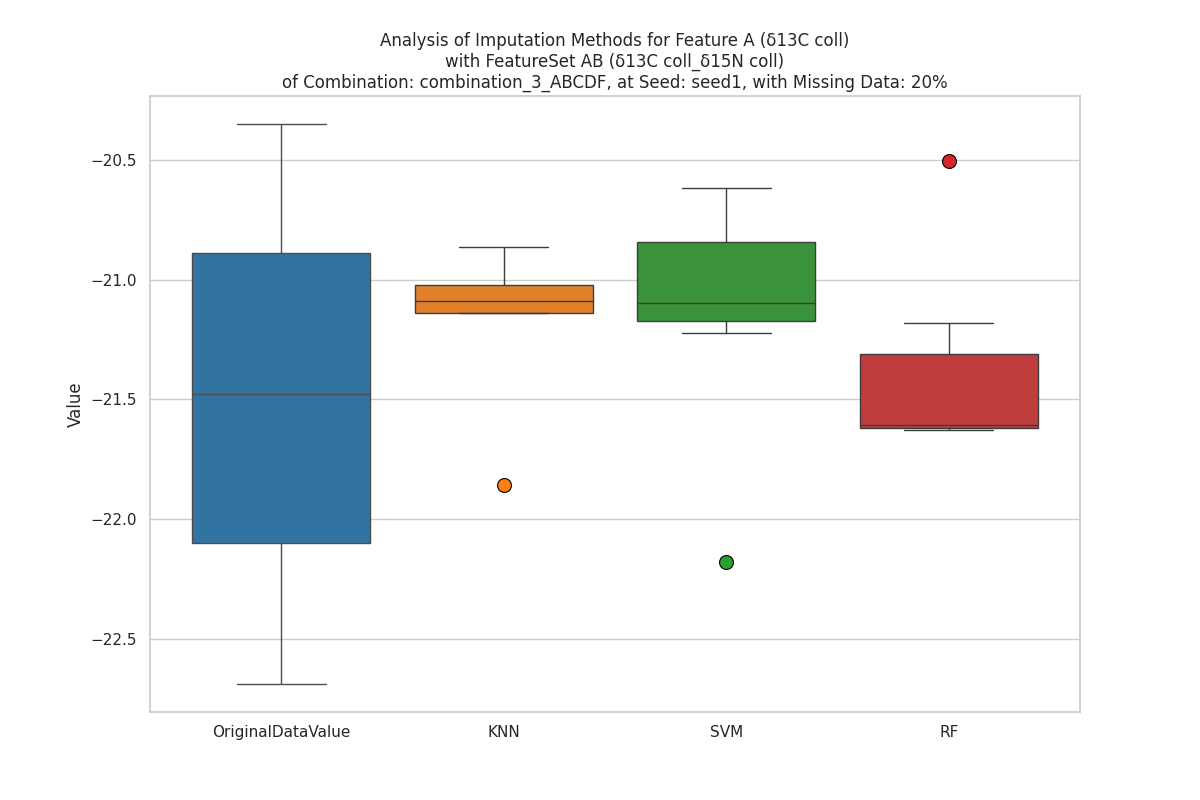 Analysis of Imputation Methods for Feature A (δ13C coll)
with FeatureSet AB (δ13C coll_δ15N coll)
of Combination: combination_3_ABCDF, at Seed: seed1, with Missing Data: 20%
Value
−20.5
−21.0
−21.5
−22.0
−22.5
OriginalDataValue KNN SVM RF